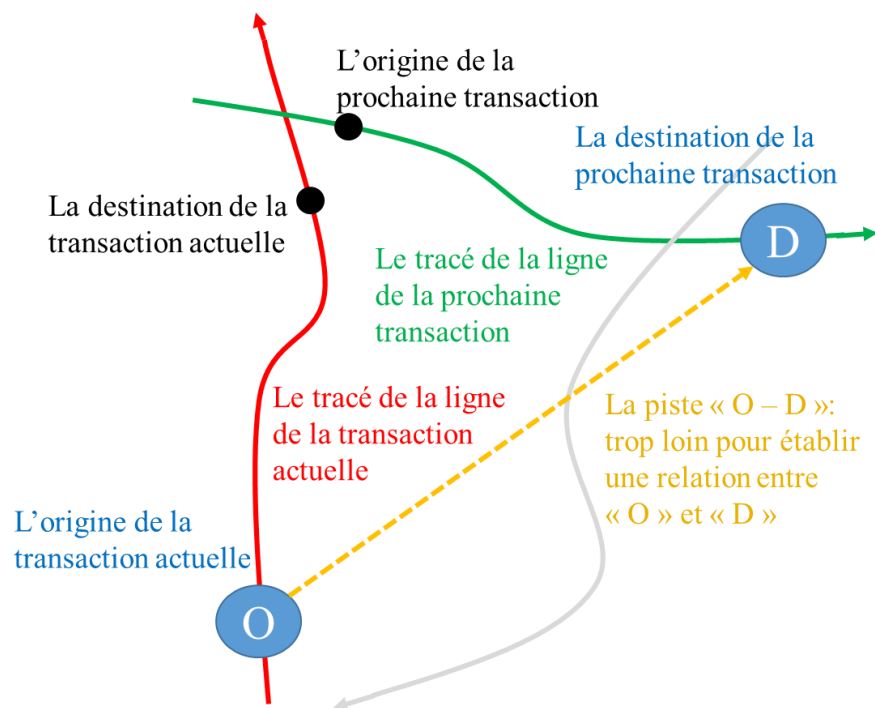 L’origine de la
prochaine transaction
La destination de la
prochaine transaction
La destination de la
transaction actuelle
D
Le tracé de la ligne
de la prochaine
transaction
Le tracé de la ligne
de la transaction
actuelle
La piste « O – D »:
trop loin pour établir
une relation entre
« O » et « D »
L’origine de la
transaction actuelle
O